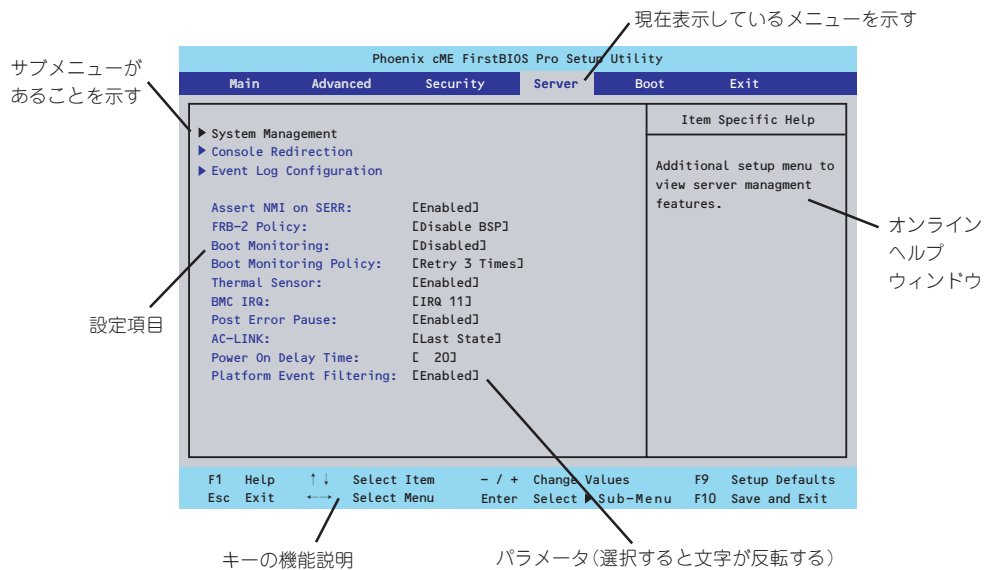 現在表示しているメニューを示す
サブメニューが
あることを示す
Phoenix cME FirstBIOS Pro Setup Utility
Main Advanced Security Server Boot Exit
Item Specific Help
▶ System Management
▶ Console Redirection
▶ Event Log Configuration
Additional setup menu to
view server managment
features.
Assert NMI on SERR: [Enabled]
FRB-2 Policy: [Disable BSP]
Boot Monitoring: [Disabled]
Boot Monitoring Policy: [Retry 3 Times]
Thermal Sensor: [Enabled]
BMC IRQ: [IRQ 11]
Post Error Pause: [Enabled]
AC-LINK: [Last State]
Power On Delay Time: [ 20]
Platform Event Filtering: [Enabled]
オンライン
ヘルプ
ウィンドウ
設定項目
F1 Help ↑↓ Select Item - / + Change Values F9 Setup Defaults
Esc Exit ←→ Select Menu Enter Select ▶ Sub-Menu F10 Save and Exit
キーの機能説明
パラメータ(選択すると文字が反転する)